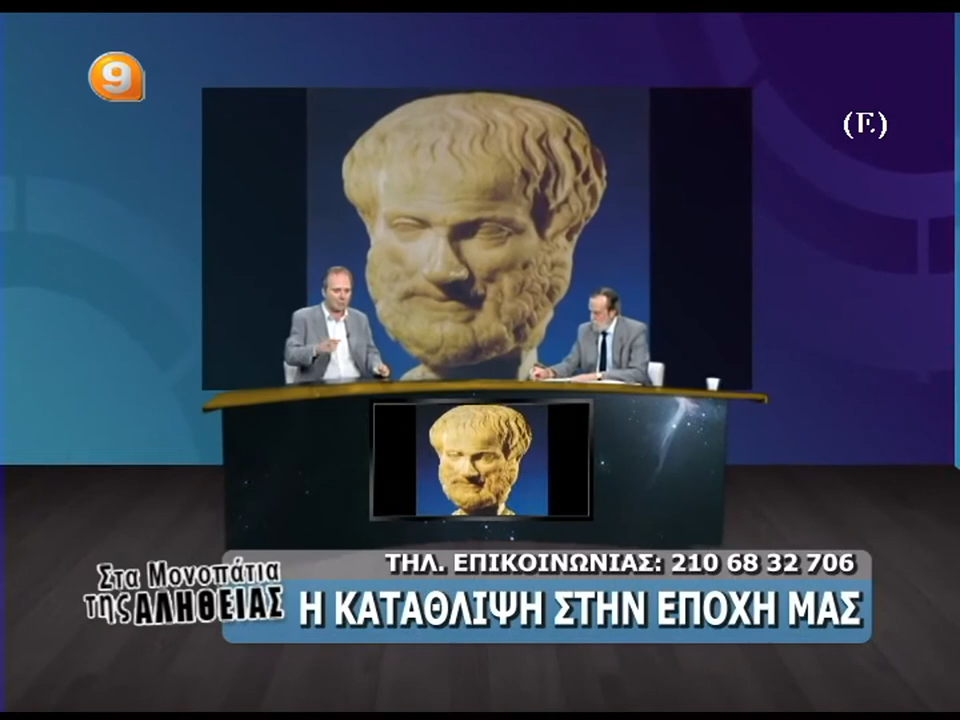 9
(E)
ΤΗΛ. ΕΠΙΚΟΙΝΩΝΙΑΣ: 210 68 32 706
Στα Μονοπάτια
της ΑΛΗΘΕΙΑΣ
Η ΚΑΤΑΘΛΙΨΗ ΣΤΗΝ ΕΠΟΧΗ ΜΑΣ